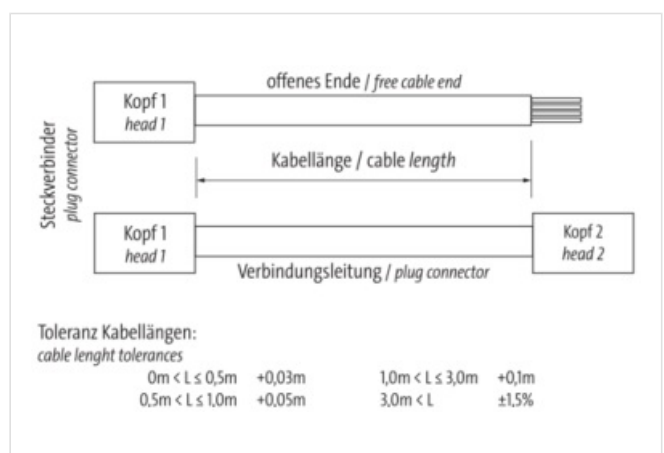 offenes Ende / free cable end
Kopf 1
head 1
Steckverbinder
plug connector
Kabellänge / cable length
Kopf 1
head 1
Kopf 2
head 2
Verbindungsleitung / plug connector
Toleranz Kabellängen:
cable lenght tolerances
0m < L ≤ 0,5m +0,03m 1,0m < L ≤ 3,0m +0,1m
0,5m < L ≤ 1,0m +0,05m 3,0m < L ±1,5%